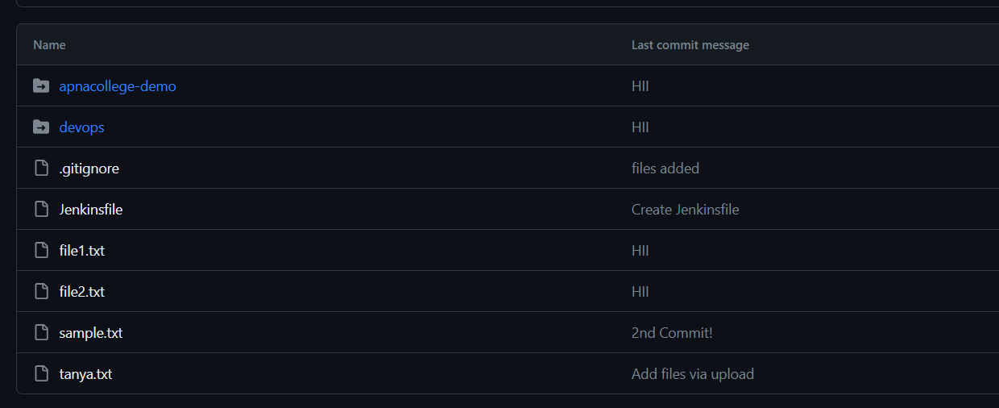 Name Last commit message
apnacollege-demo HII
devops HII
.gitignore files added
Jenkinsfile Create Jenkinsfile
file1.txt HII
file2.txt HII
sample.txt 2nd Commit!
tanya.txt Add files via upload